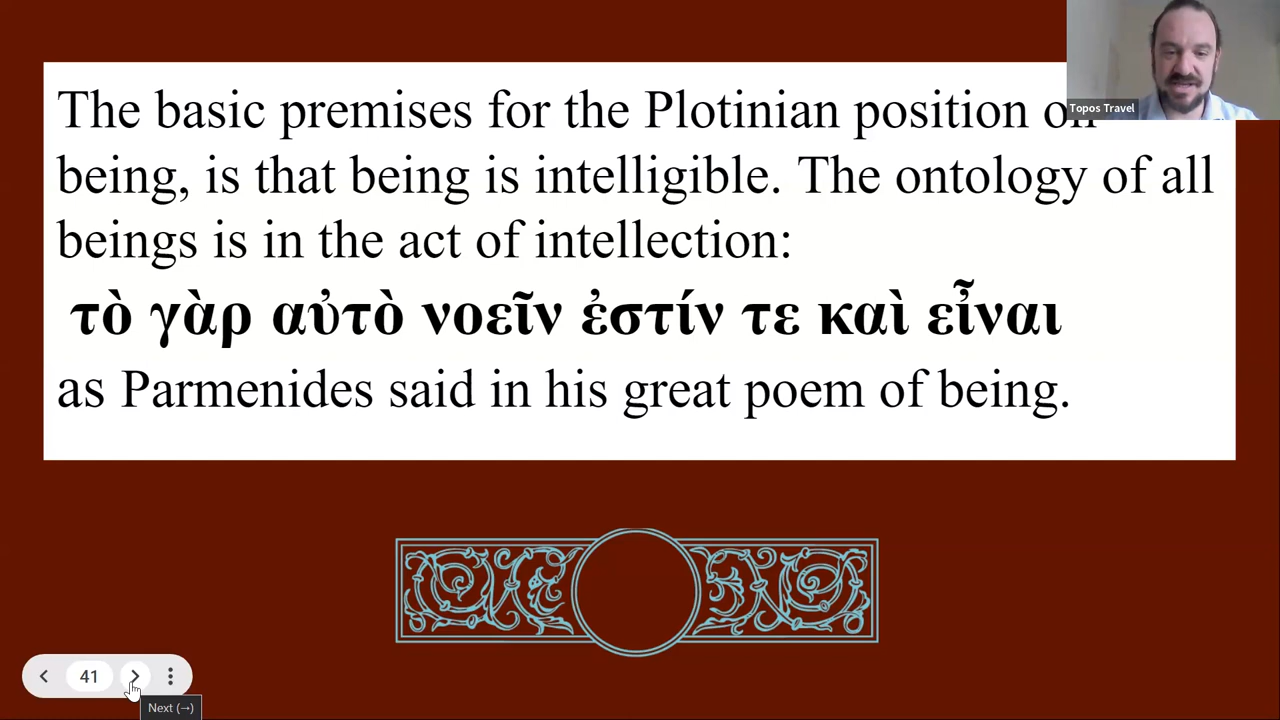 The basic premises for the Plotinian position on
being, is that being is intelligible. The ontology of all
beings is in the act of intellection:
τὸ γὰρ αὐτὸ νοεῖν ἐστίν τε καὶ εἶναι
as Parmenides said in his great poem of being.
Topos Travel
41
Next (→)